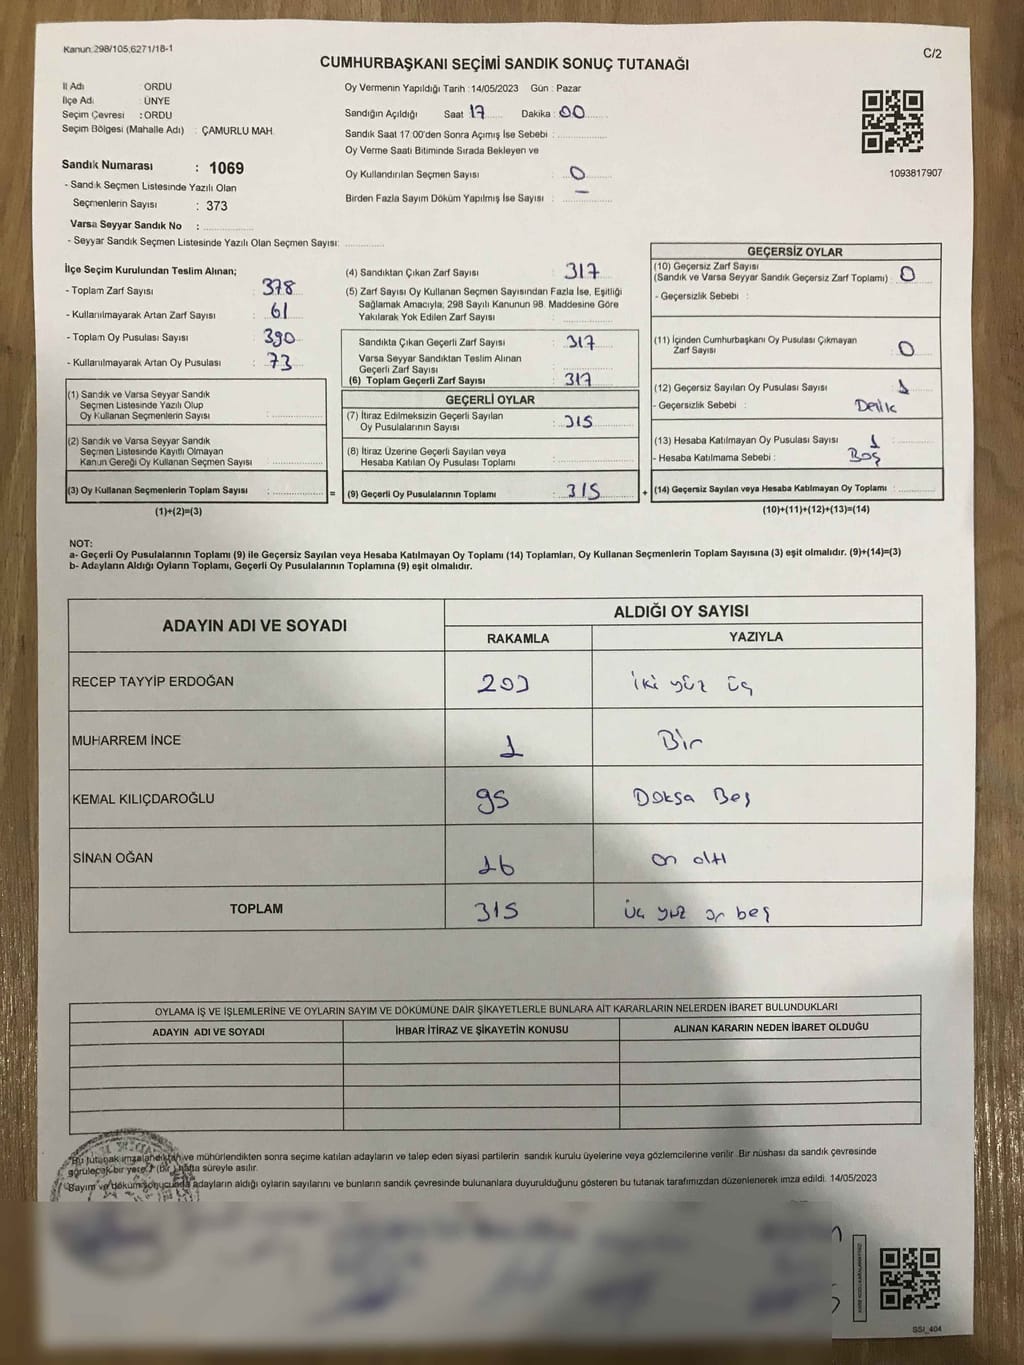 Kanun:298/105,6271/18-1
C/2
CUMHURBAŞKANI SEÇİMİ SANDIK SONUÇ TUTANAĞI
İl Adı ORDU
İlçe Adı : ÜNYE
Seçim Çevresi : ORDU
Seçim Bölgesi (Mahalle Adı) : ÇAMURLU MAH.
Oy Vermenin Yapıldığı Tarih : 14/05/2023 Gün : Pazar
Sandığın Açıldığı Saat 17 Dakika : 00
Sandık Saat 17:00'den Sonra Açımış İse Sebebi :
Oy Verme Saati Bitiminde Sırada Bekleyen ve
Oy Kullandırılan Seçmen Sayısı : 0
Birden Fazla Sayım Döküm Yapılmış İse Sayısı : —
1093817907
Sandık Numarası : 1069
- Sandık Seçmen Listesinde Yazılı Olan
Seçmenlerin Sayısı : 373
Varsa Seyyar Sandık No :
- Seyyar Sandık Seçmen Listesinde Yazılı Olan Seçmen Sayısı:
İlçe Seçim Kurulundan Teslim Alınan;
- Toplam Zarf Sayısı : 378
- Kullanılmayarak Artan Zarf Sayısı : 61
- Toplam Oy Pusulası Sayısı : 390
- Kullanılmayarak Artan Oy Pusulası : 73
(1) Sandık ve Varsa Seyyar Sandık
Seçmen Listesinde Yazılı Olup
Oy Kullanan Seçmenlerin Sayısı :
(2) Sandık ve Varsa Seyyar Sandık
Seçmen Listesinde Kayıtlı Olmayan
Kanun Gereği Oy Kullanan Seçmen Sayısı :
(3) Oy Kullanan Seçmenlerin Toplam Sayısı : =
(1)+(2)=(3)
(4) Sandıktan Çıkan Zarf Sayısı : 317
(5) Zarf Sayısı Oy Kullanan Seçmen Sayısından Fazla İse, Eşitliği
Sağlamak Amacıyla; 298 Sayılı Kanunun 98. Maddesine Göre
Yakılarak Yok Edilen Zarf Sayısı :
Sandıkta Çıkan Geçerli Zarf Sayısı : 317
Varsa Seyyar Sandıktan Teslim Alınan
Geçerli Zarf Sayısı :
(6) Toplam Geçerli Zarf Sayısı : 317
GEÇERLİ OYLAR
(7) İtiraz Edilmeksizin Geçerli Sayılan
Oy Pusulalarının Sayısı : 315
(8) İtiraz Üzerine Geçerli Sayılan veya
Hesaba Katılan Oy Pusulası Toplamı :
(9) Geçerli Oy Pusulalarının Toplamı : 315 +
GEÇERSİZ OYLAR
(10) Geçersiz Zarf Sayısı
(Sandık ve Varsa Seyyar Sandık Geçersiz Zarf Toplamı) : 0
- Geçersizlik Sebebi :
(11) İçinden Cumhurbaşkanı Oy Pusulası Çıkmayan
Zarf Sayısı : 0
(12) Geçersiz Sayılan Oy Pusulası Sayısı : 1
- Geçersizlik Sebebi : Delik
(13) Hesaba Katılmayan Oy Pusulası Sayısı : 1
- Hesaba Katılmama Sebebi : Boş
(14) Geçersiz Sayılan veya Hesaba Katılmayan Oy Toplamı :
(10)+(11)+(12)+(13)=(14)
NOT:
a- Geçerli Oy Pusulalarının Toplamı (9) ile Geçersiz Sayılan veya Hesaba Katılmayan Oy Toplamı (14) Toplamları, Oy Kullanan Seçmenlerin Toplam Sayısına (3) eşit olmalıdır. (9)+(14)=(3)
b- Adayların Aldığı Oyların Toplamı, Geçerli Oy Pusulalarının Toplamına (9) eşit olmalıdır.
ADAYIN ADI VE SOYADI ALDIĞI OY SAYISI
RAKAMLA YAZIYLA
RECEP TAYYİP ERDOĞAN 203 iki yüz üç
MUHARREM İNCE 1 Bir
KEMAL KILIÇDAROĞLU 95 Doksa Beş
SİNAN OĞAN 16 on altı
TOPLAM 315 üç yüz on beş
OYLAMA İŞ VE İŞLEMLERİNE VE OYLARIN SAYIM VE DÖKÜMÜNE DAİR ŞİKAYETLERLE BUNLARA AİT KARARLARIN NELERDEN İBARET BULUNDUKLARI
ADAYIN ADI VE SOYADI İHBAR İTİRAZ VE ŞİKAYETİN KONUSU ALINAN KARARIN NEDEN İBARET OLDUĞU
Bu tutanak imzalandıktan ve mühürlendikten sonra seçime katılan adayların ve talep eden siyasi partilerin sandık kurulu üyelerine veya gözlemcilerine verilir. Bir nüshası da sandık çevresinde
görülecek bir yere 7 (Bir) hafta süreyle asılır.
Sayım ve döküm sonucunda adayların aldığı oyların sayılarını ve bunların sandık çevresinde bulunanlara duyurulduğunu gösteren bu tutanak tarafımızdan düzenlenerek imza edildi. 14/05/2023
SSI_404